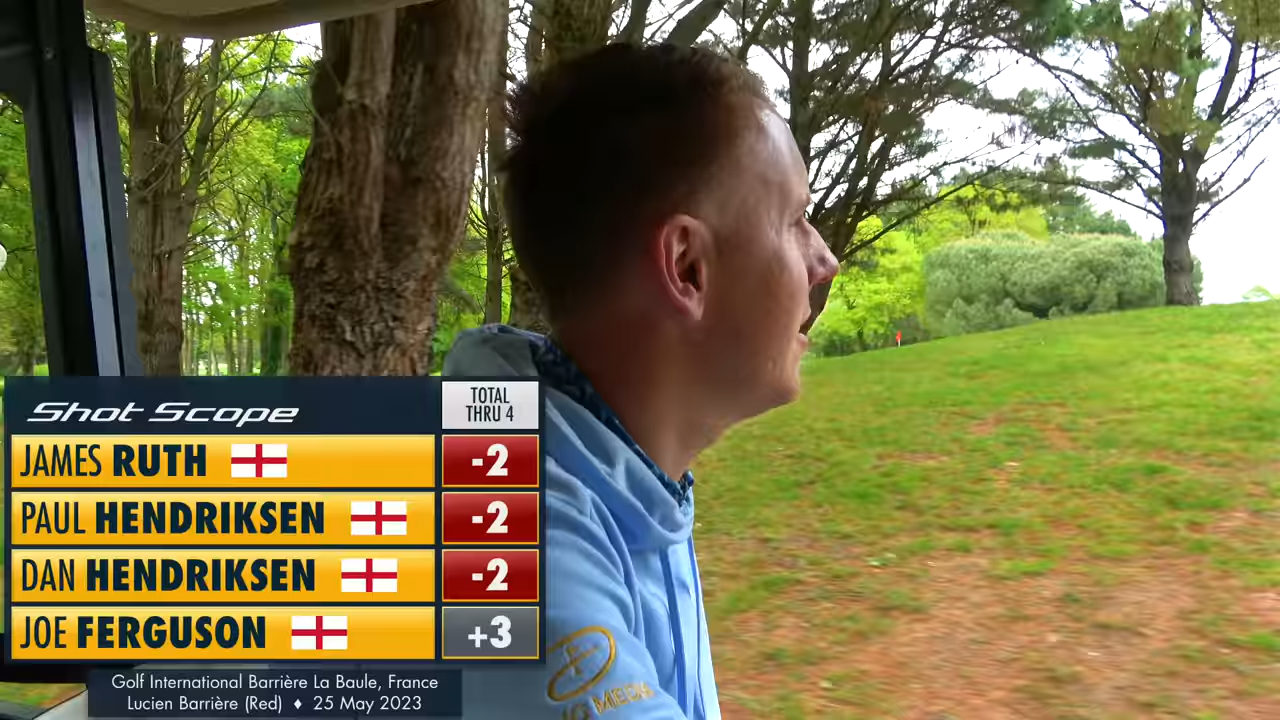 Shot Scope
TOTAL
THRU 4
JAMES RUTH -2
PAUL HENDRIKSEN -2
DAN HENDRIKSEN -2
JOE FERGUSON +3
Golf International Barrière La Baule, France
Lucien Barrière (Red) ♦ 25 May 2023